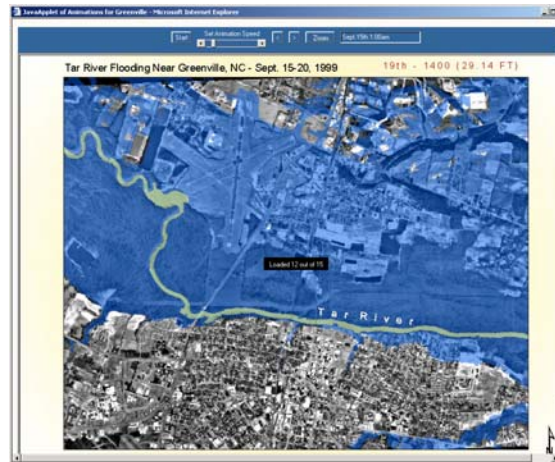 JavaApplet of Animations for Greenville - Microsoft Internet Explorer
Set Animation Speed
Start
<
>
Zoom
Sept 15th 1:00am
Tar River Flooding Near Greenville, NC - Sept. 15-20, 1999
19th - 1400 (29.14 FT)
Loaded 12 out of 15
Tar River